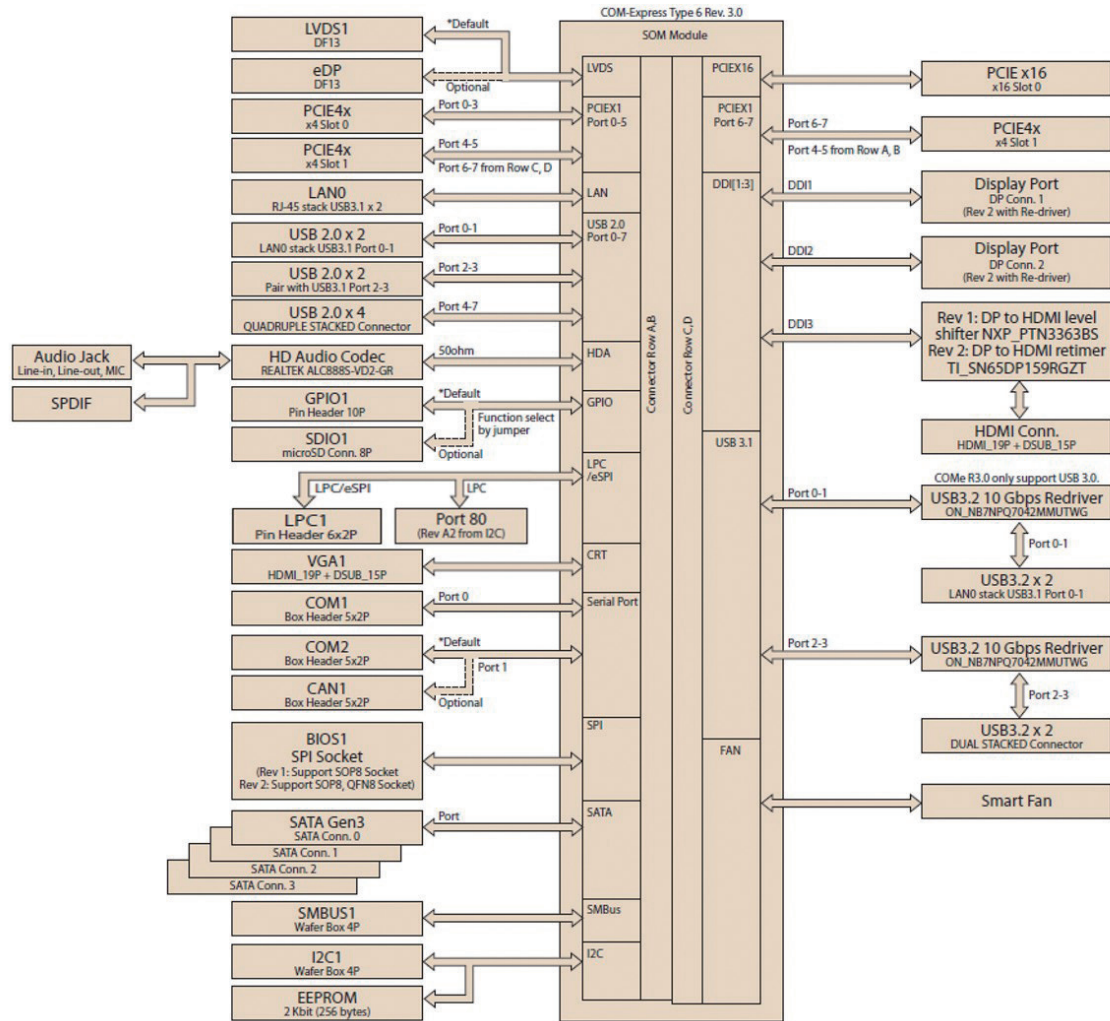 COM-Express Type 6 Rev. 3.0
SOM Module
LVDS1
DF13
*Default
eDP
DF13
Optional
PCIE4x
x4 Slot 0
Port 0-3
PCIE4x
x4 Slot 1
Port 4-5
Port 6-7 from Row C, D
LAN0
RJ-45 stack USB3.1 x 2
USB 2.0 x 2
LAN0 stack USB3.1 Port 0-1
Port 0-1
USB 2.0 x 2
Pair with USB3.1 Port 2-3
Port 2-3
USB 2.0 x 4
QUADRUPLE STACKED Connector
Port 4-7
Audio Jack
Line-in, Line-out, MIC
SPDIF
HD Audio Codec
REALTEK ALC888S-VD2-GR
50ohm
GPIO1
Pin Header 10P
*Default
Function select
by jumper
SDIO1
microSD Conn. 8P
Optional
LPC/eSPI
LPC
LPC1
Pin Header 6x2P
Port 80
(Rev A2 from I2C)
VGA1
HDMI_19P + DSUB_15P
COM1
Box Header 5x2P
Port 0
COM2
Box Header 5x2P
*Default
Port 1
CAN1
Box Header 5x2P
Optional
BIOS1
SPI Socket
(Rev 1: Support SOP8 Socket
Rev 2: Support SOP8, QFN8 Socket)
SATA Gen3
SATA Conn. 0
Port
SATA Conn. 1
SATA Conn. 2
SATA Conn. 3
SMBUS1
Wafer Box 4P
I2C1
Wafer Box 4P
EEPROM
2 Kbit (256 bytes)
LVDS
PCIEX1
Port 0-5
LAN
USB 2.0
Port 0-7
HDA
GPIO
LPC
/eSPI
CRT
Serial Port
SPI
SATA
SMBus
I2C
Connector Row A,B
Connector Row C,D
PCIEX16
PCIEX1
Port 6-7
DDI[1:3]
USB 3.1
FAN
PCIE x16
x16 Slot 0
Port 6-7
Port 4-5 from Row A, B
PCIE4x
x4 Slot 1
DDI1
Display Port
DP Conn. 1
(Rev 2 with Re-driver)
DDI2
Display Port
DP Conn. 2
(Rev 2 with Re-driver)
DDI3
Rev 1: DP to HDMI level
shifter NXP_PTN3363BS
Rev 2: DP to HDMI retimer
TI_SN65DP159RGZT
HDMI Conn.
HDMI_19P + DSUB_15P
COMe R3.0 only support USB 3.0.
Port 0-1
USB3.2 10 Gbps Redriver
ON_NB7NPQ7042MMUTWG
Port 0-1
USB3.2 x 2
LAN0 stack USB3.1 Port 0-1
Port 2-3
USB3.2 10 Gbps Redriver
ON_NB7NPQ7042MMUTWG
Port 2-3
USB3.2 x 2
DUAL STACKED Connector
Smart Fan